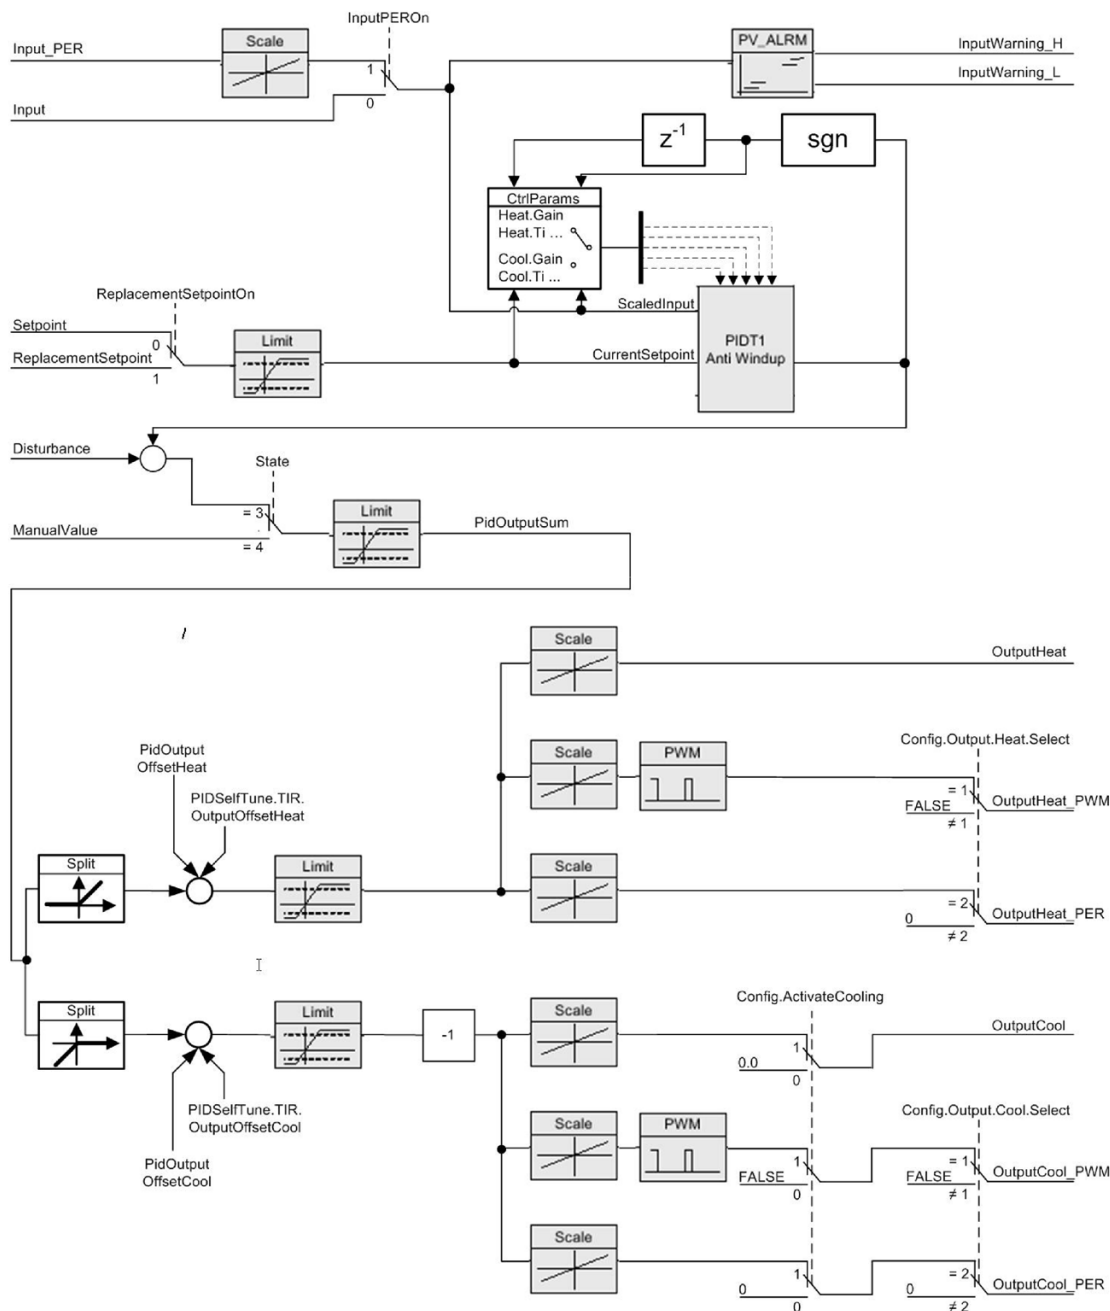 InputPEROn
Input_PER
Scale
PV_ALRM
InputWarning_H
1
InputWarning_L
Input
0
z-1
sgn
CtrlParams
Heat.Gain
Heat.Ti ...
Cool.Gain
Cool.Ti ...
ReplacementSetpointOn
ScaledInput
Setpoint
0
Limit
PIDT1
Anti Windup
ReplacementSetpoint
CurrentSetpoint
1
Disturbance
State
= 3
Limit
PidOutputSum
ManualValue
= 4
Scale
OutputHeat
PidOutput
OffsetHeat
Scale
PWM
Config.Output.Heat.Select
PIDSelfTune.TIR.
OutputOffsetHeat
= 1
FALSE
OutputHeat_PWM
≠ 1
Split
Limit
Scale
= 2
0
OutputHeat_PER
≠ 2
Split
Limit
Scale
Config.ActivateCooling
OutputCool
-1
1
0.0
0
PIDSelfTune.TIR.
OutputOffsetCool
Scale
PWM
Config.Output.Cool.Select
PidOutput
OffsetCool
1
FALSE
0
= 1
FALSE
OutputCool_PWM
≠ 1
Scale
1
0
0
= 2
0
OutputCool_PER
≠ 2